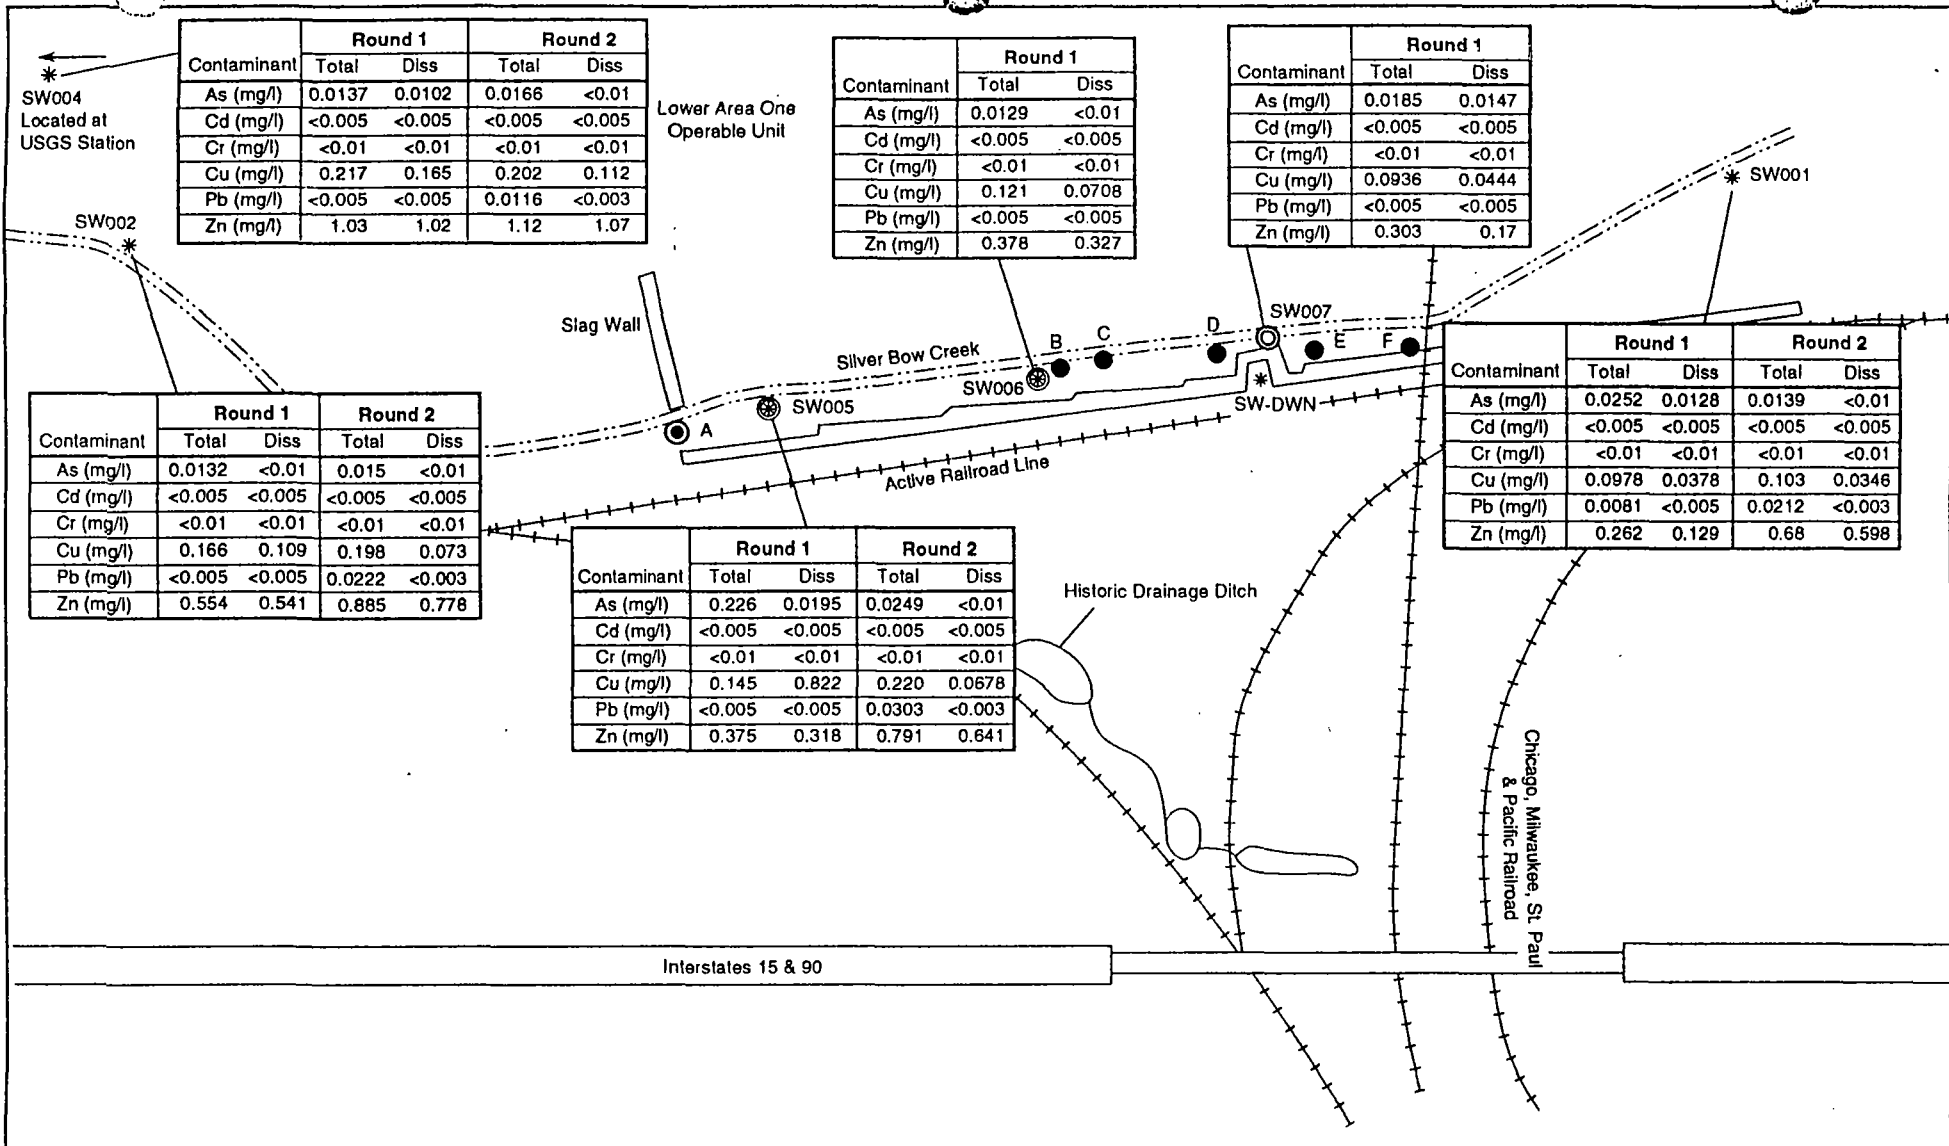 Round 1 Round 2
Contaminant Total Diss Total Diss
As (mg/l) 0.0137 0.0102 0.0166 <0.01
Cd (mg/l) <0.005 <0.005 <0.005 <0.005
Cr (mg/l) <0.01 <0.01 <0.01 <0.01
Cu (mg/l) 0.217 0.165 0.202 0.112
Pb (mg/l) <0.005 <0.005 0.0116 <0.003
Zn (mg/l) 1.03 1.02 1.12 1.07
SW004
Located at
USGS Station
Lower Area One
Operable Unit
Round 1
Contaminant Total Diss
As (mg/l) 0.0129 <0.01
Cd (mg/l) <0.005 <0.005
Cr (mg/l) <0.01 <0.01
Cu (mg/l) 0.121 0.0708
Pb (mg/l) <0.005 <0.005
Zn (mg/l) 0.378 0.327
Round 1
Contaminant Total Diss
As (mg/l) 0.0185 0.0147
Cd (mg/l) <0.005 <0.005
Cr (mg/l) <0.01 <0.01
Cu (mg/l) 0.0936 0.0444
Pb (mg/l) <0.005 <0.005
Zn (mg/l) 0.303 0.17
SW001
SW002
Slag Wall
Silver Bow Creek
SW006
B
C
D
SW007
E
F
SW005
A
SW-DWN
Active Railroad Line
Round 1 Round 2
Contaminant Total Diss Total Diss
As (mg/l) 0.0252 0.0128 0.0139 <0.01
Cd (mg/l) <0.005 <0.005 <0.005 <0.005
Cr (mg/l) <0.01 <0.01 <0.01 <0.01
Cu (mg/l) 0.0978 0.0378 0.103 0.0346
Pb (mg/l) 0.0081 <0.005 0.0212 <0.003
Zn (mg/l) 0.262 0.129 0.68 0.598
Round 1 Round 2
Contaminant Total Diss Total Diss
As (mg/l) 0.0132 <0.01 0.015 <0.01
Cd (mg/l) <0.005 <0.005 <0.005 <0.005
Cr (mg/l) <0.01 <0.01 <0.01 <0.01
Cu (mg/l) 0.166 0.109 0.198 0.073
Pb (mg/l) <0.005 <0.005 0.0222 <0.003
Zn (mg/l) 0.554 0.541 0.885 0.778
Round 1 Round 2
Contaminant Total Diss Total Diss
As (mg/l) 0.226 0.0195 0.0249 <0.01
Cd (mg/l) <0.005 <0.005 <0.005 <0.005
Cr (mg/l) <0.01 <0.01 <0.01 <0.01
Cu (mg/l) 0.145 0.822 0.220 0.0678
Pb (mg/l) <0.005 <0.005 0.0303 <0.003
Zn (mg/l) 0.375 0.318 0.791 0.641
Historic Drainage Ditch
Chicago, Milwaukee, St. Paul
& Pacific Railroad
Interstates 15 & 90